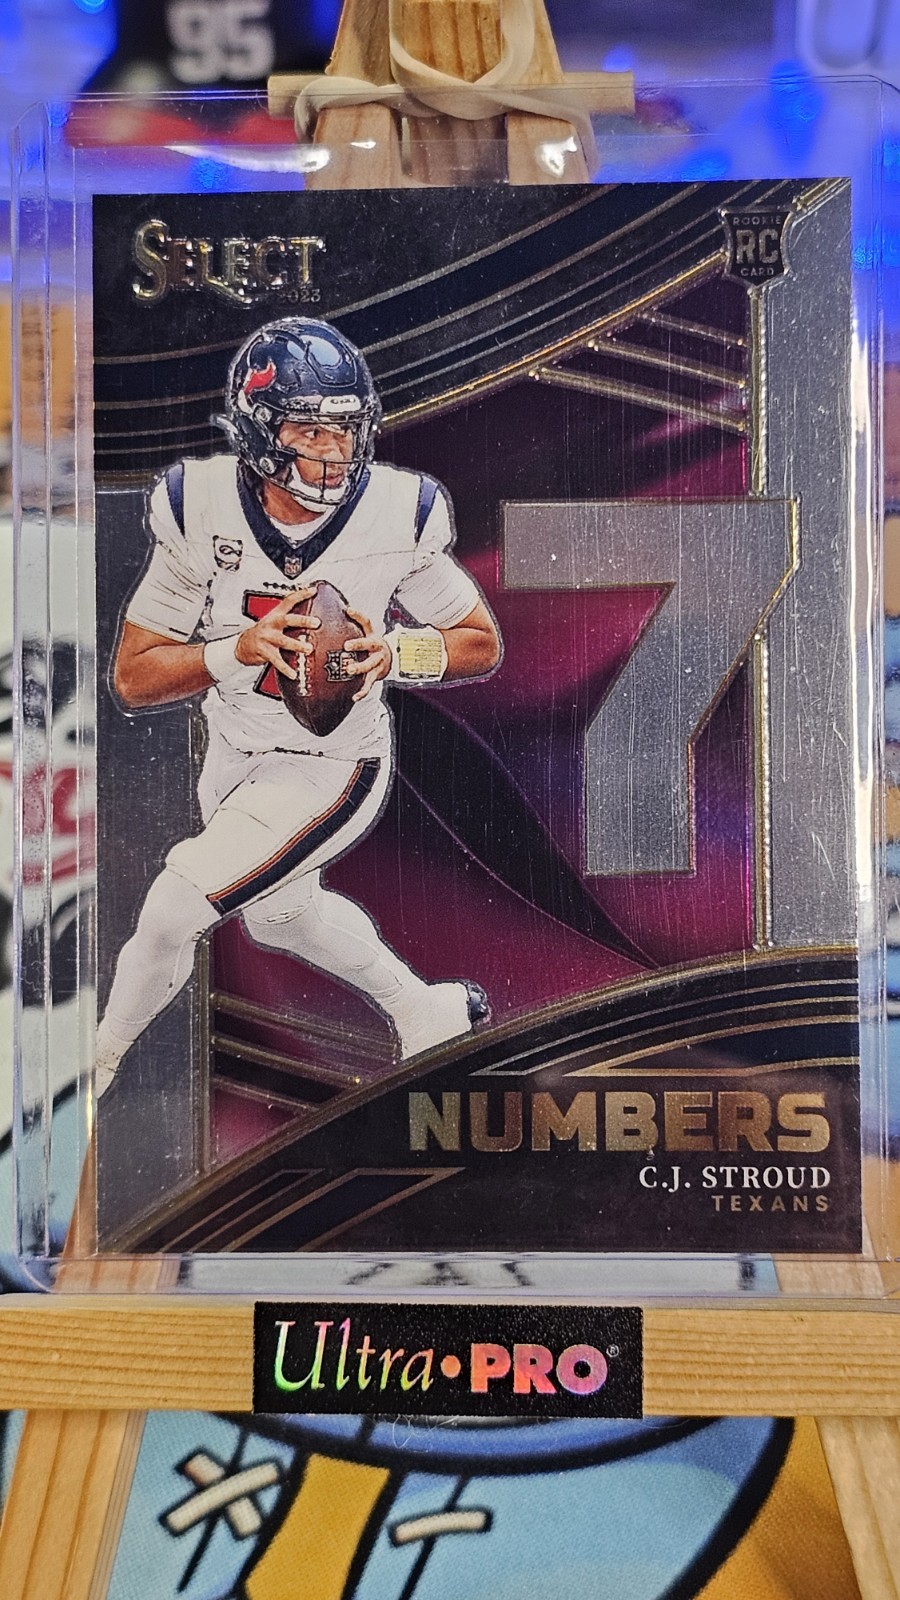 95
SELECT
2023
ROOKIE
RC
CARD
7
NUMBERS
C.J. STROUD
TEXANS
Ultra•PRO®